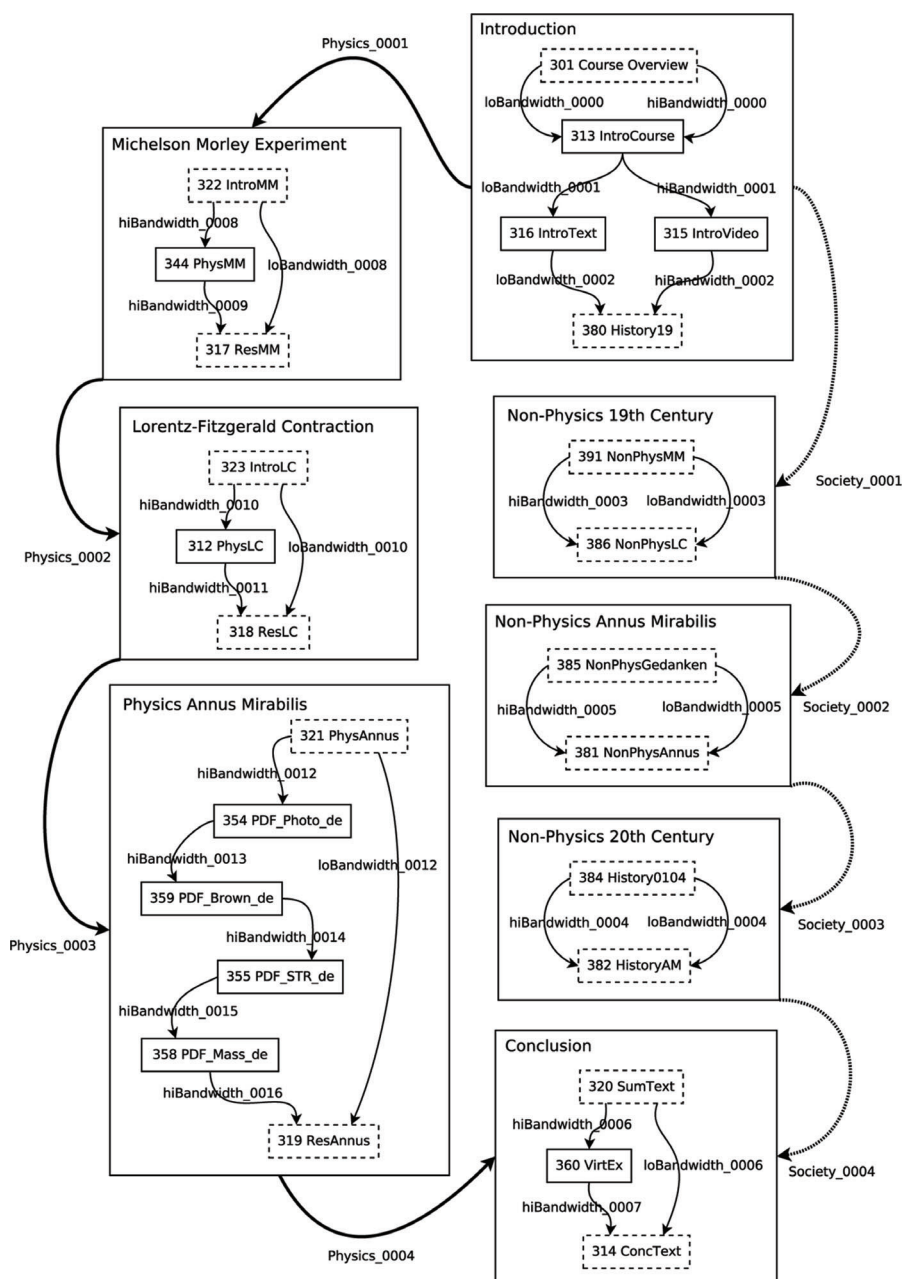 Physics_0001
Introduction
301 Course Overview
loBandwidth_0000
hiBandwidth_0000
313 IntroCourse
loBandwidth_0001
hiBandwidth_0001
316 IntroText
315 IntroVideo
loBandwidth_0002
hiBandwidth_0002
380 History19
Michelson Morley Experiment
322 IntroMM
hiBandwidth_0008
loBandwidth_0008
344 PhysMM
hiBandwidth_0009
317 ResMM
Physics_0002
Lorentz-Fitzgerald Contraction
323 IntroLC
hiBandwidth_0010
loBandwidth_0010
312 PhysLC
hiBandwidth_0011
318 ResLC
Non-Physics 19th Century
391 NonPhysMM
hiBandwidth_0003
loBandwidth_0003
386 NonPhysLC
Society_0001
Non-Physics Annus Mirabilis
385 NonPhysGedanken
hiBandwidth_0005
loBandwidth_0005
381 NonPhysAnnus
Society_0002
Physics Annus Mirabilis
321 PhysAnnus
hiBandwidth_0012
354 PDF_Photo_de
hiBandwidth_0013
loBandwidth_0012
359 PDF_Brown_de
hiBandwidth_0014
355 PDF_STR_de
hiBandwidth_0015
358 PDF_Mass_de
hiBandwidth_0016
319 ResAnnus
Physics_0003
Non-Physics 20th Century
384 History0104
hiBandwidth_0004
loBandwidth_0004
382 HistoryAM
Society_0003
Conclusion
320 SumText
hiBandwidth_0006
360 VirtEx
loBandwidth_0006
hiBandwidth_0007
314 ConcText
Society_0004
Physics_0004